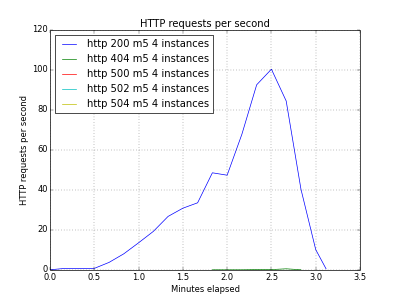 HTTP requests per second
120
100
80
60
40
20
0
HTTP requests per second
http 200 m5 4 instances
http 404 m5 4 instances
http 500 m5 4 instances
http 502 m5 4 instances
http 504 m5 4 instances
0.0 0.5 1.0 1.5 2.0 2.5 3.0 3.5
Minutes elapsed